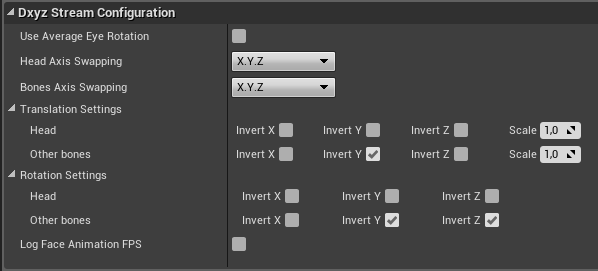 Dxyz Stream Configuration
Use Average Eye Rotation
Head Axis Swapping X.Y.Z
Bones Axis Swapping X.Y.Z
Translation Settings
Head Invert X Invert Y Invert Z Scale 1,0
Other bones Invert X Invert Y Invert Z Scale 1,0
Rotation Settings
Head Invert X Invert Y Invert Z
Other bones Invert X Invert Y Invert Z
Log Face Animation FPS